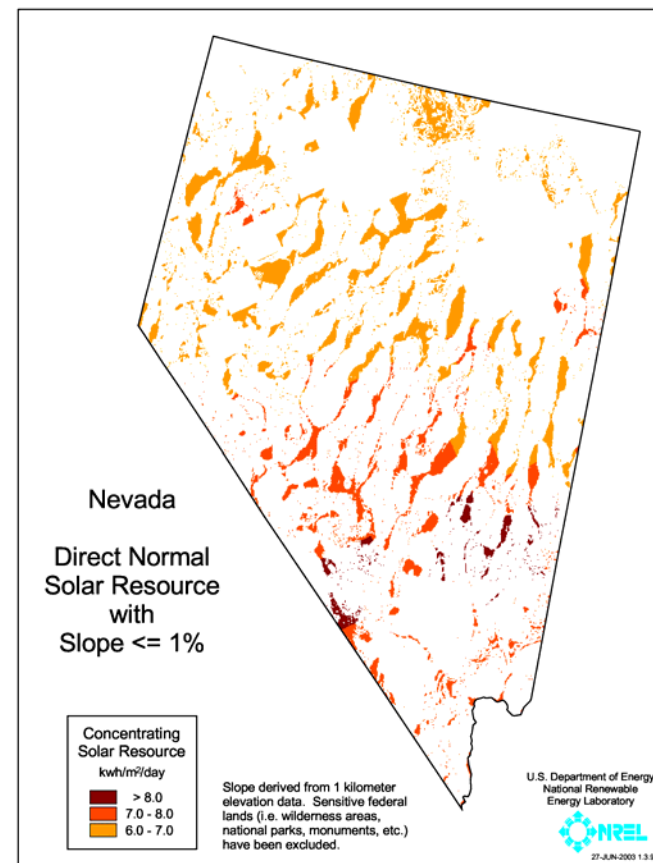 Nevada
Direct Normal
Solar Resource
with
Slope <= 1%
Concentrating
Solar Resource
kwh/m²/day
> 8.0
7.0 - 8.0
6.0 - 7.0
Slope derived from 1 kilometer
elevation data. Sensitive federal
lands (i.e. wilderness areas,
national parks, monuments, etc.)
have been excluded.
U.S. Department of Energy
National Renewable
Energy Laboratory
NREL
27-JUN-2003 1.3.